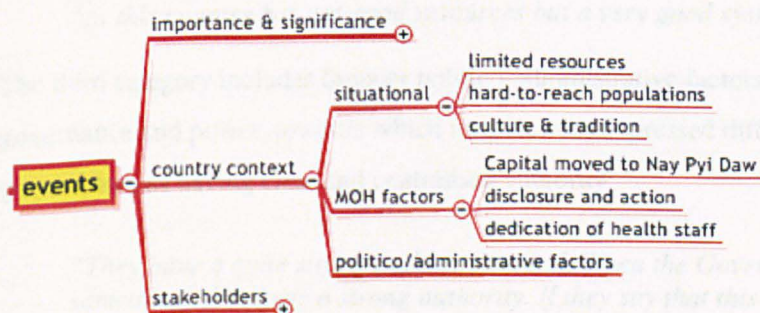 importance & significance
limited resources
situational
hard-to-reach populations
culture & tradition
events
country context
Capital moved to Nay Pyi Daw
MOH factors
disclosure and action
dedication of health staff
politico/administrative factors
stakeholders